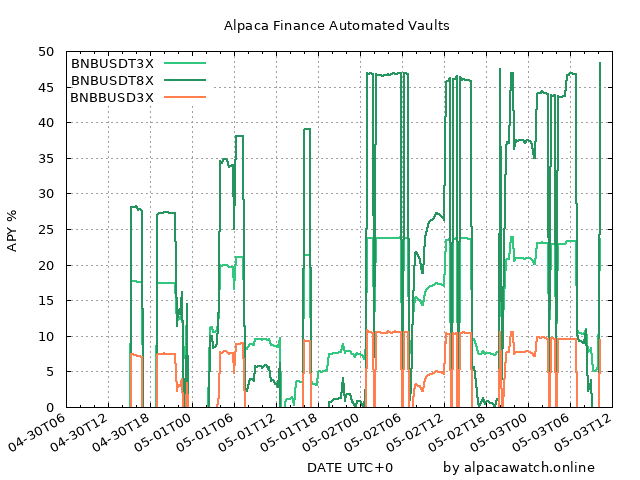 Alpaca Finance Automated Vaults
BNBUSDT3X
BNBUSDT8X
BNBBUSD3X
50
45
40
35
30
25
20
15
10
5
0
APY %
04-30T06
04-30T12
04-30T18
05-01T00
05-01T06
05-01T12
05-01T18
05-02T00
05-02T06
05-02T12
05-02T18
05-03T00
05-03T06
05-03T12
DATE UTC+0
by alpacawatch.online